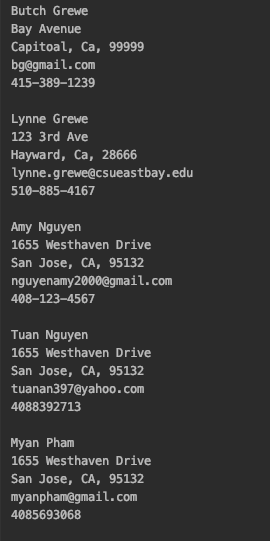 Butch Grewe
Bay Avenue
Capitoal, Ca, 99999
bg@gmail.com
415-389-1239

Lynne Grewe
123 3rd Ave
Hayward, Ca, 28666
lynne.grewe@csueastbay.edu
510-885-4167

Amy Nguyen
1655 Westhaven Drive
San Jose, CA, 95132
nguyenamy2000@gmail.com
408-123-4567

Tuan Nguyen
1655 Westhaven Drive
San Jose, CA, 95132
tuanan397@yahoo.com
4088392713

Myan Pham
1655 Westhaven Drive
San Jose, CA, 95132
myanpham@gmail.com
4085693068